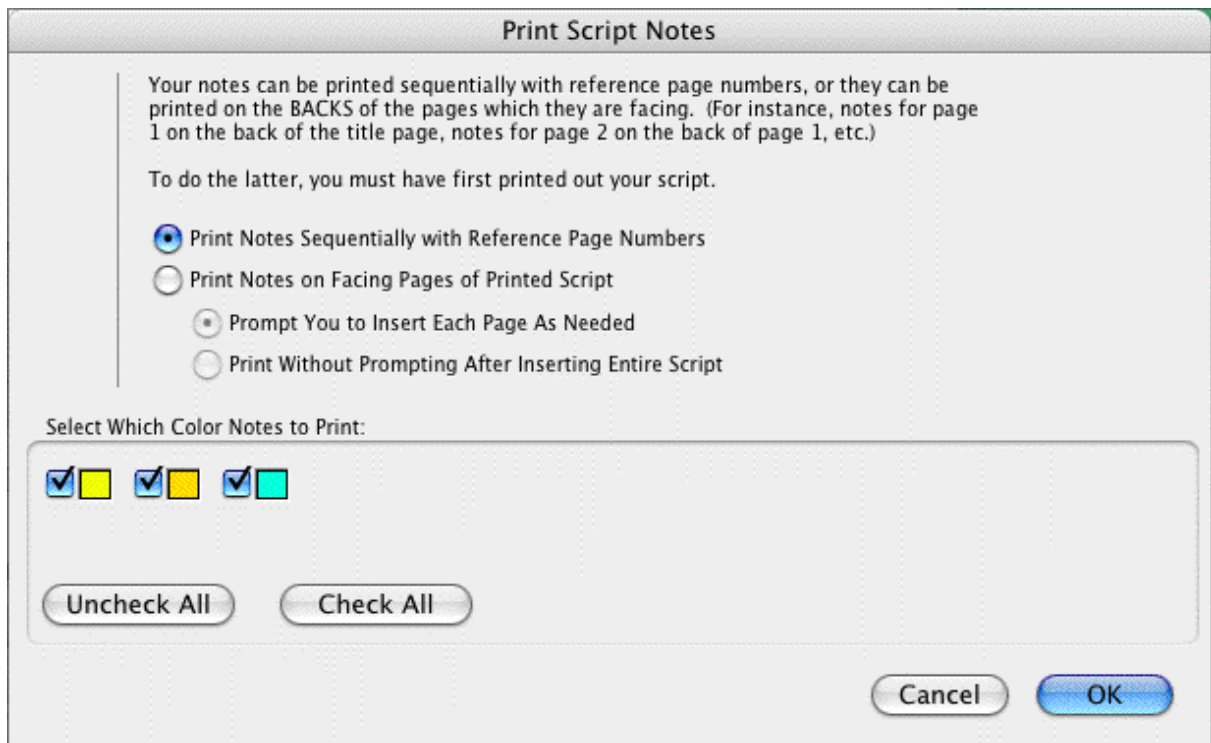 Print Script Notes
Your notes can be printed sequentially with reference page numbers, or they can be
printed on the BACKS of the pages which they are facing. (For instance, notes for page
1 on the back of the title page, notes for page 2 on the back of page 1, etc.)
To do the latter, you must have first printed out your script.
Print Notes Sequentially with Reference Page Numbers
Print Notes on Facing Pages of Printed Script
Prompt You to Insert Each Page As Needed
Print Without Prompting After Inserting Entire Script
Select Which Color Notes to Print:
Uncheck All Check All
Cancel OK